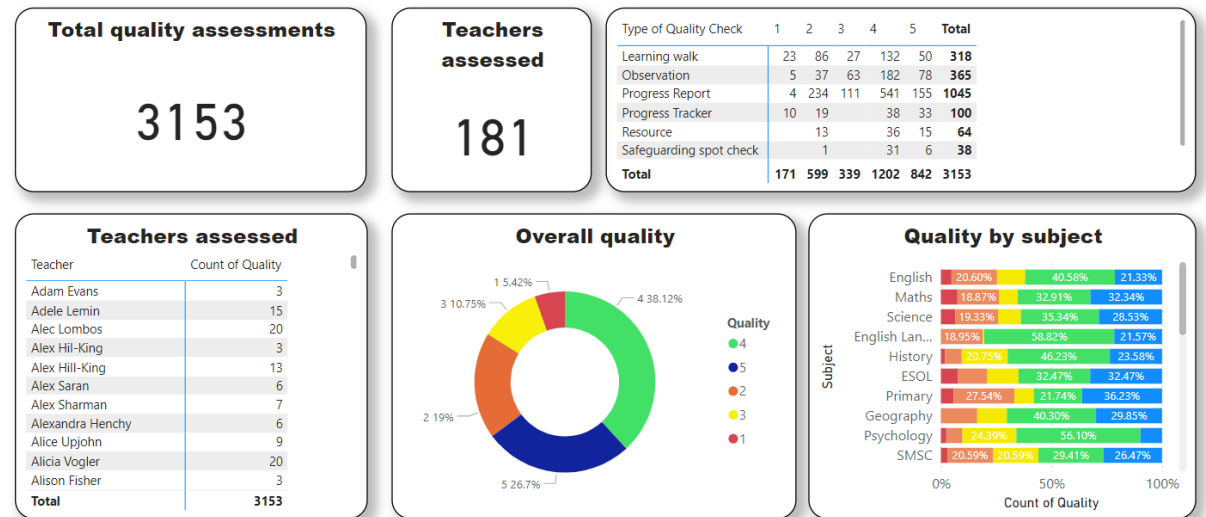 Total quality assessments
3153
Teachers
assessed
181
Type of Quality Check 1 2 3 4 5 Total
Learning walk 23 86 27 132 50 318
Observation 5 37 63 182 78 365
Progress Report 4 234 111 541 155 1045
Progress Tracker 10 19 38 33 100
Resource 13 36 15 64
Safeguarding spot check 1 31 6 38
Total 171 599 339 1202 842 3153
Teachers assessed
Teacher Count of Quality
Adam Evans 3
Adele Lemin 15
Alec Lombos 20
Alex Hil-King 3
Alex Hill-King 13
Alex Saran 6
Alex Sharman 7
Alexandra Henchy 6
Alice Upjohn 9
Alicia Vogler 20
Alison Fisher 3
Total 3153
Overall quality
1 5.42%
3 10.75%
4 38.12%
2 19%
5 26.7%
Quality
4
5
2
3
1
Quality by subject
Subject
English 20.60% 40.58% 21.33%
Maths 18.87% 32.91% 32.34%
Science 19.33% 35.34% 28.53%
English Lan... 18.95% 58.82% 21.57%
History 20.75% 46.23% 23.58%
ESOL 32.47% 32.47%
Primary 27.54% 21.74% 36.23%
Geography 40.30% 29.85%
Psychology 24.39% 56.10%
SMSC 20.59% 20.59% 29.41% 26.47%
0% 50% 100%
Count of Quality